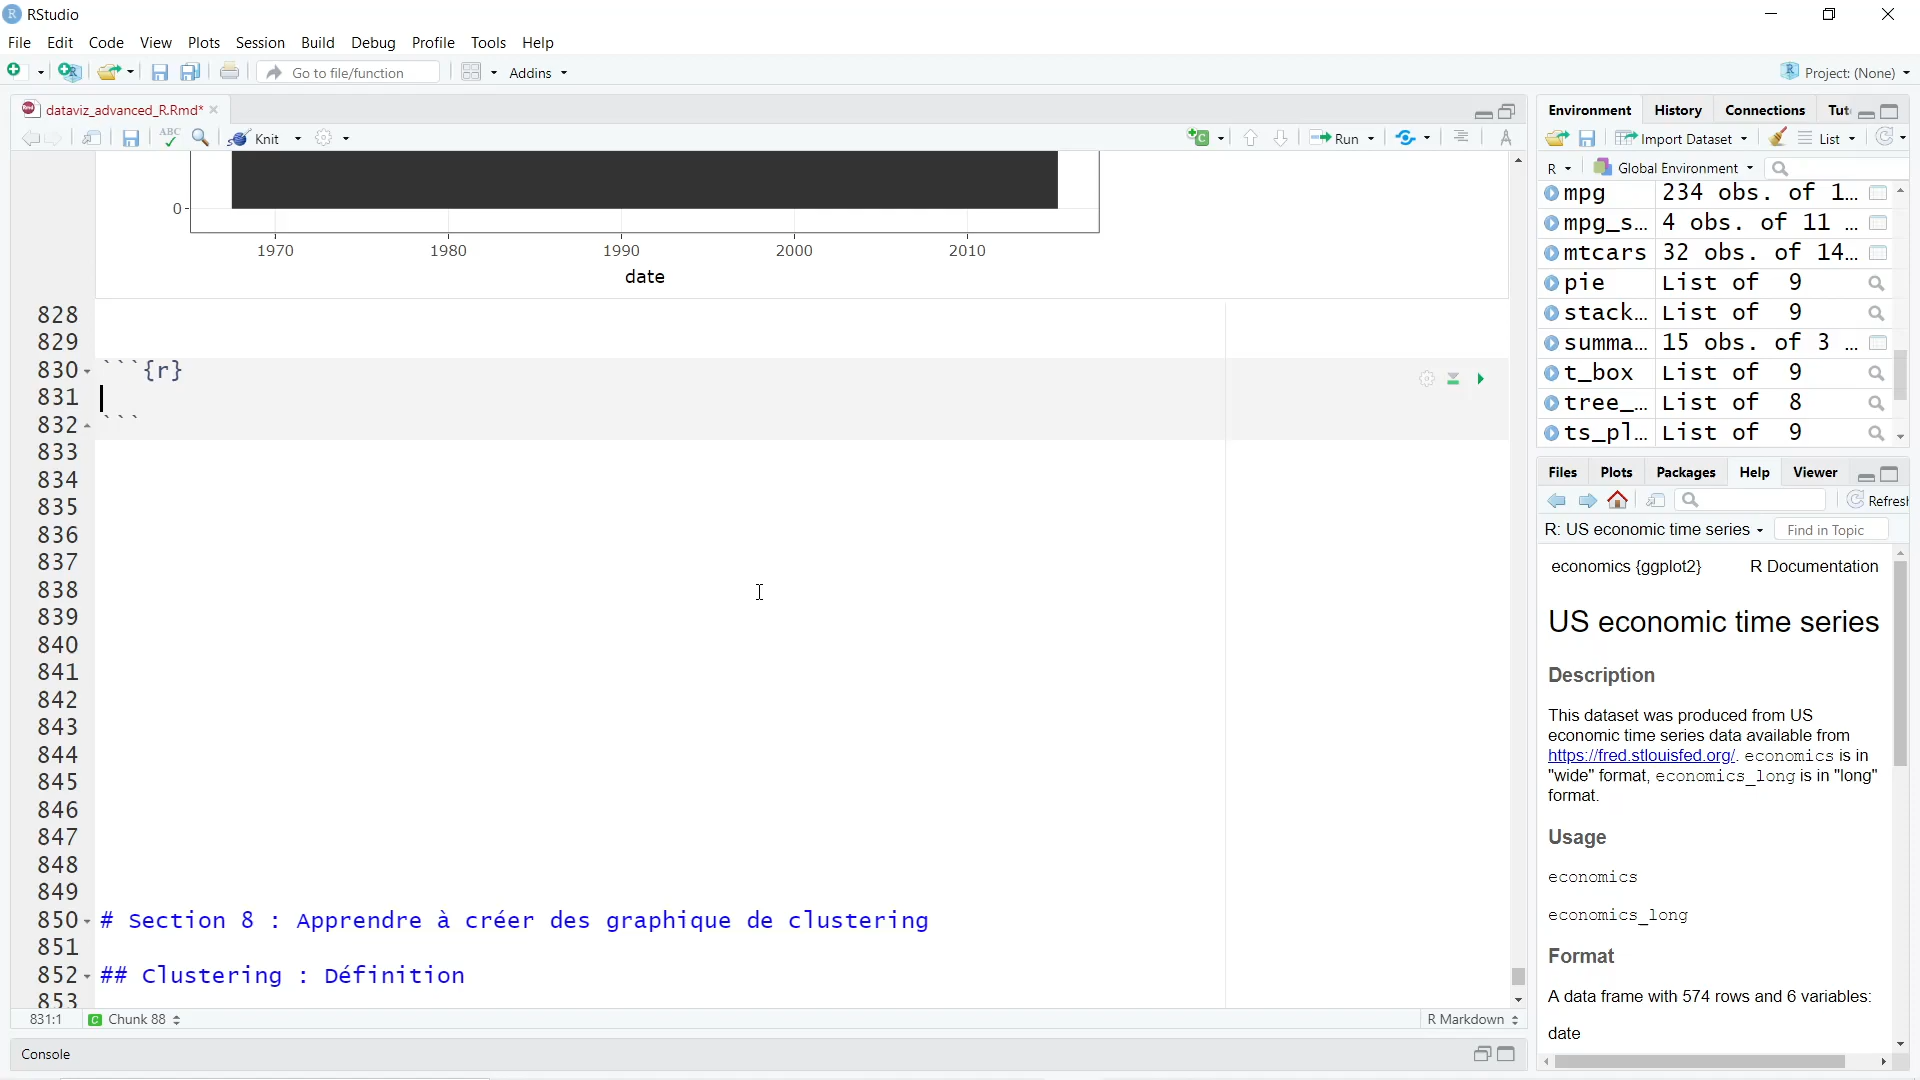 RStudio
File Edit Code View Plots Session Build Debug Profile Tools Help
Go to file/function
Addins
Project: (None)
dataviz_advanced_R.Rmd*
ABC
Knit
Run
0
1970 1980 1990 2000 2010
date
828
829
830 ```{r}
831
832 ```
833
834
835
836
837
838
839
840
841
842
843
844
845
846
847
848
849
850 # Section 8 : Apprendre à créer des graphique de clustering
851
852 ## Clustering : Définition
853
831:1 Chunk 88 R Markdown
Console
Environment History Connections Tut
Import Dataset List
R Global Environment
mpg 234 obs. of 1...
mpg_s... 4 obs. of 11 ...
mtcars 32 obs. of 14...
pie List of 9
stack... List of 9
summa... 15 obs. of 3 ...
t_box List of 9
tree_... List of 8
ts_pl... List of 9
Files Plots Packages Help Viewer
Refresh
R: US economic time series Find in Topic
economics {ggplot2} R Documentation
US economic time series
Description
This dataset was produced from US
economic time series data available from
https://fred.stlouisfed.org/. economics is in
"wide" format, economics_long is in "long"
format.
Usage
economics
economics_long
Format
A data frame with 574 rows and 6 variables:
date